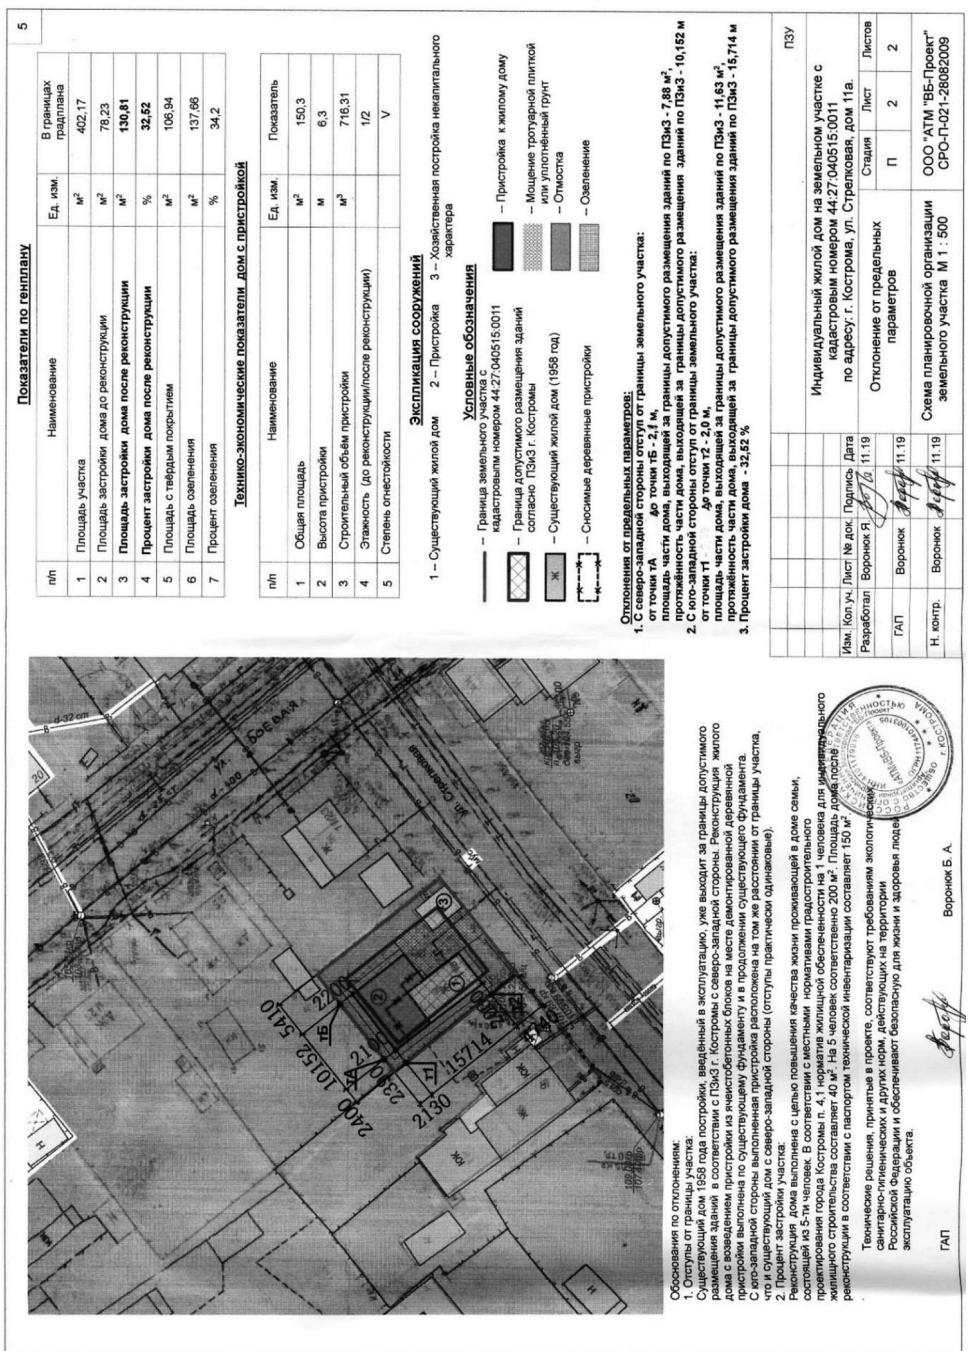 5
Показатели по генплану
п/п Наименование Ед. изм. В границах градплана
1 Площадь участка м² 402,17
2 Площадь застройки дома до реконструкции м² 78,23
3 Площадь застройки дома после реконструкции м² 130,81
4 Процент застройки дома после реконструкции % 32,52
5 Площадь с твёрдым покрытием м² 106,94
6 Площадь озеленения м² 137,66
7 Процент озеленения % 34,2
Технико-экономические показатели дом с пристройкой
п/п Наименование Ед. изм. Показатель
1 Общая площадь м² 150,3
2 Высота пристройки м 6,3
3 Строительный объём пристройки м³ 716,31
4 Этажность (до реконструкции/после реконструкции) 1/2
5 Степень огнестойкости V
Экспликация сооружений
1 – Существующий жилой дом 2 – Пристройка 3 – Хозяйственная постройка некапитального
характера
Условные обозначения
– Граница земельного участка с
кадастровым номером 44:27:040515:0011
– Граница допустимого размещения зданий
согласно ПЗиЗ г. Костромы
Ж
– Существующий жилой дом (1958 год)
– Сносимые деревянные пристройки
– Пристройка к жилому дому
– Мощение тротуарной плиткой
или уплотнённый грунт
– Отмостка
– Озеленение
Отклонения от предельных параметров:
1. С северо-западной стороны отступ от границы земельного участка:
от точки тА до точки тБ - 2,1 м,
площадь части дома, выходящей за границы допустимого размещения зданий по ПЗиЗ - 7,88 м²,
протяжённость части дома, выходящей за границы допустимого размещения зданий по ПЗиЗ - 10,152 м
2. С юго-западной стороны отступ от границы земельного участка:
от точки т1 до точки т2 - 2,0 м,
площадь части дома, выходящей за границы допустимого размещения зданий по ПЗиЗ - 11,63 м²,
протяжённость части дома, выходящей за границы допустимого размещения зданий по ПЗиЗ - 15,714 м
3. Процент застройки дома - 32,52 %
ПЗУ
Индивидуальный жилой дом на земельном участке с
кадастровым номером 44:27:040515:0011
по адресу: г. Кострома, ул. Стрелковая, дом 11а.
Изм. Кол.уч. Лист № док. Подпись Дата
Разработал Воронюк Я. 11.19
ГАП Воронюк 11.19
Н. контр. Воронюк 11.19
Отклонение от предельных
параметров
Стадия Лист Листов
П 2 2
Схема планировочной организации
земельного участка М 1 : 500
ООО "АТМ "ВБ-Проект"
СРО-П-021-28082009
d-32 cm
20
ул. БОЕВАЯ
ул. Стрелковая
5410
тБ
2200
10152
тА
2100
2390
2400
т1
15714
2130
т2
1
2
3
КЖ
Н
Обоснования по отклонениям:
1. Отступы от границы участка:
Существующий дом 1958 года постройки, введённый в эксплуатацию, уже выходит за границы допустимого
размещения зданий в соответствии с ПЗиЗ г. Костромы с северо-западной стороны. Реконструкция жилого
дома с возведением пристройки из ячеистобетонных блоков на месте демонтированной деревянной
пристройки выполнена по существующему фундаменту и в продолжении существующего фундамента.
С юго-западной стороны выполненная пристройка расположена на том же расстоянии от границы участка,
что и существующий дом с северо-западной стороны (отступы практически одинаковые).
2. Процент застройки участка:
Реконструкция дома выполнена с целью повышения качества жизни проживающей в доме семьи,
состоящей из 5-ти человек. В соответствии с местными нормативами градостроительного
проектирования города Костромы п. 4,1 норматив жилищной обеспеченности на 1 человека для индивидуального
жилищного строительства составляет 40 м². На 5 человек соответственно 200 м². Площадь дома после
реконструкции в соответствии с паспортом технической инвентаризации составляет 150 м².
Технические решения, принятые в проекте, соответствуют требованиям экологических,
санитарно-гигиенических и других норм, действующих на территории
Российской Федерации и обеспечивают безопасную для жизни и здоровья людей
эксплуатацию объекта.
ГАП Воронюк Б. А.